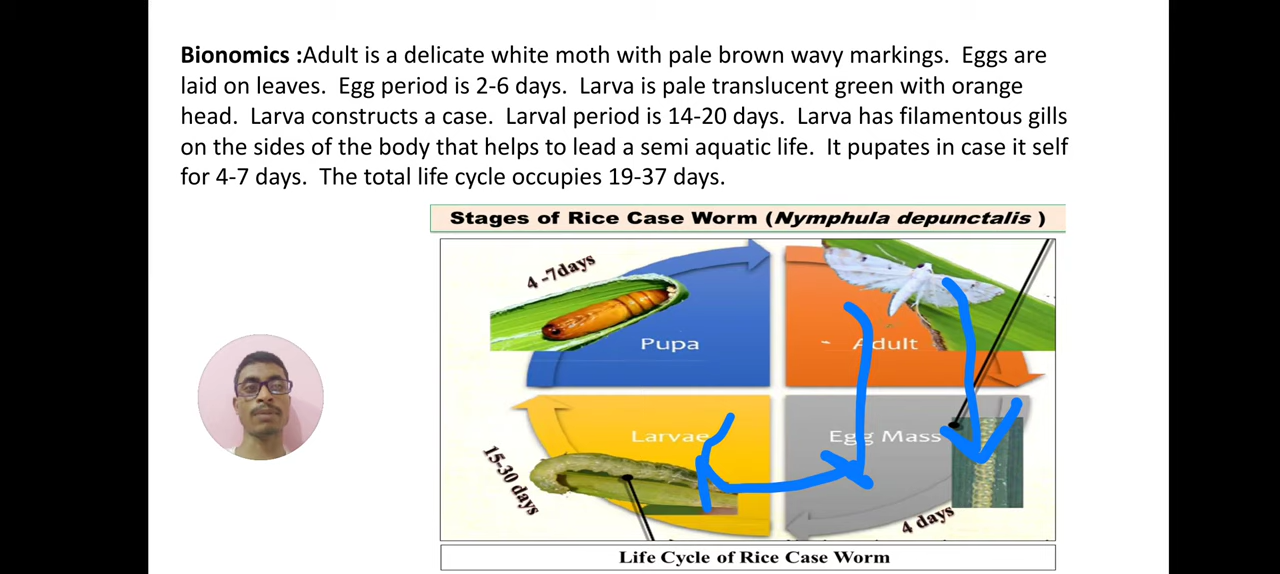 Bionomics :Adult is a delicate white moth with pale brown wavy markings. Eggs are
laid on leaves. Egg period is 2-6 days. Larva is pale translucent green with orange
head. Larva constructs a case. Larval period is 14-20 days. Larva has filamentous gills
on the sides of the body that helps to lead a semi aquatic life. It pupates in case it self
for 4-7 days. The total life cycle occupies 19-37 days.
Stages of Rice Case Worm (Nymphula depunctalis )
4 -7days
Pupa
Adult
Larvae
Egg Mass
15-30 days
4 days
Life Cycle of Rice Case Worm